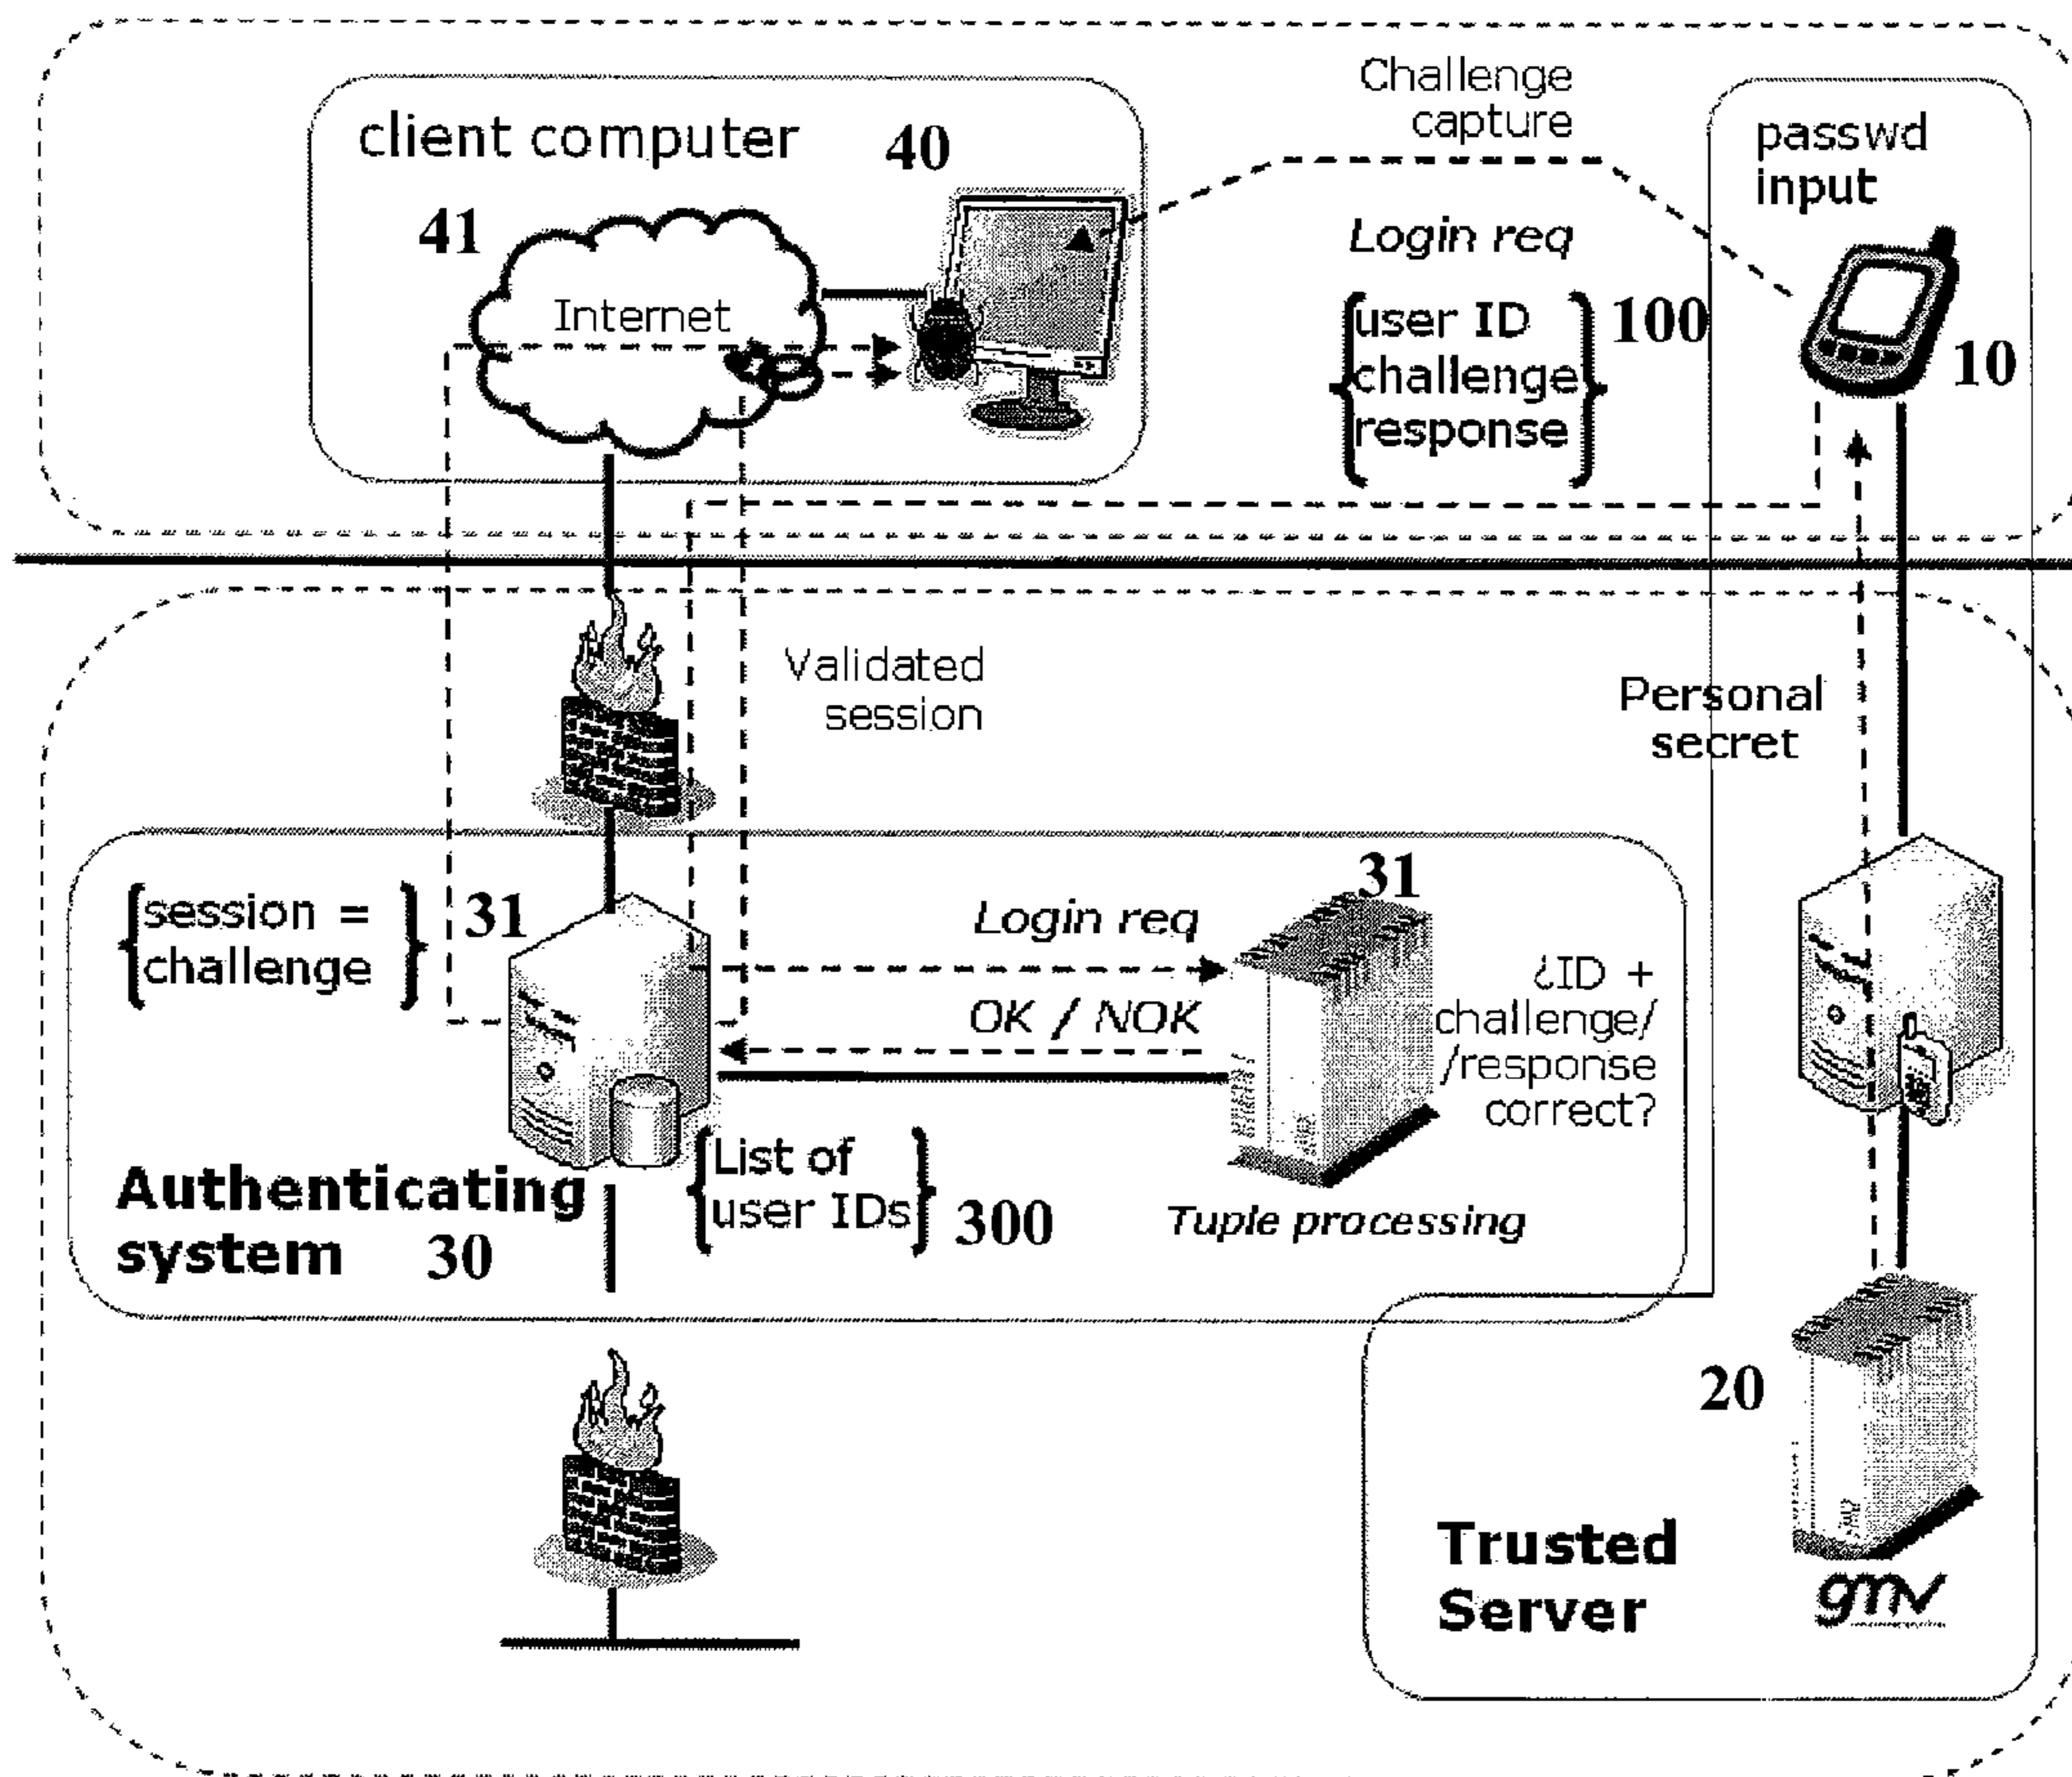 Challenge
capture
client computer 40
passwd
input
41
Login req
Internet
user ID
challenge
response
100
10
Validated
session
Personal
secret
session =
challenge
31
31
Login req
¿ID +
challenge/
/response
correct?
OK / NOK
List of
user IDs
300
Authenticating
system 30
Tuple processing
20
Trusted
Server
gmv